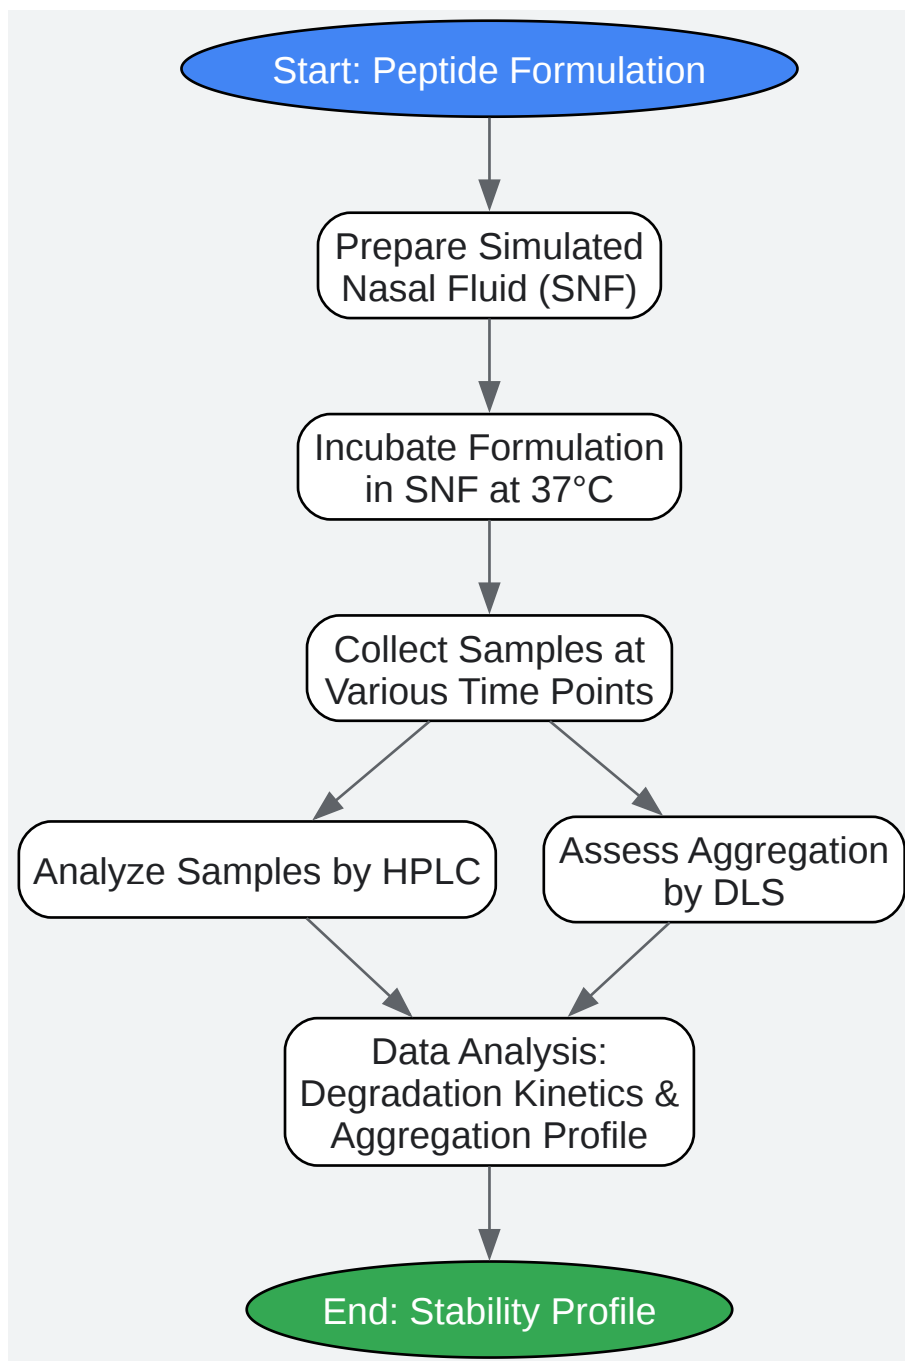 Start: Peptide Formulation
Prepare Simulated
Nasal Fluid (SNF)
Incubate Formulation
in SNF at 37°C
Collect Samples at
Various Time Points
Analyze Samples by HPLC
Assess Aggregation
by DLS
Data Analysis:
Degradation Kinetics &
Aggregation Profile
End: Stability Profile